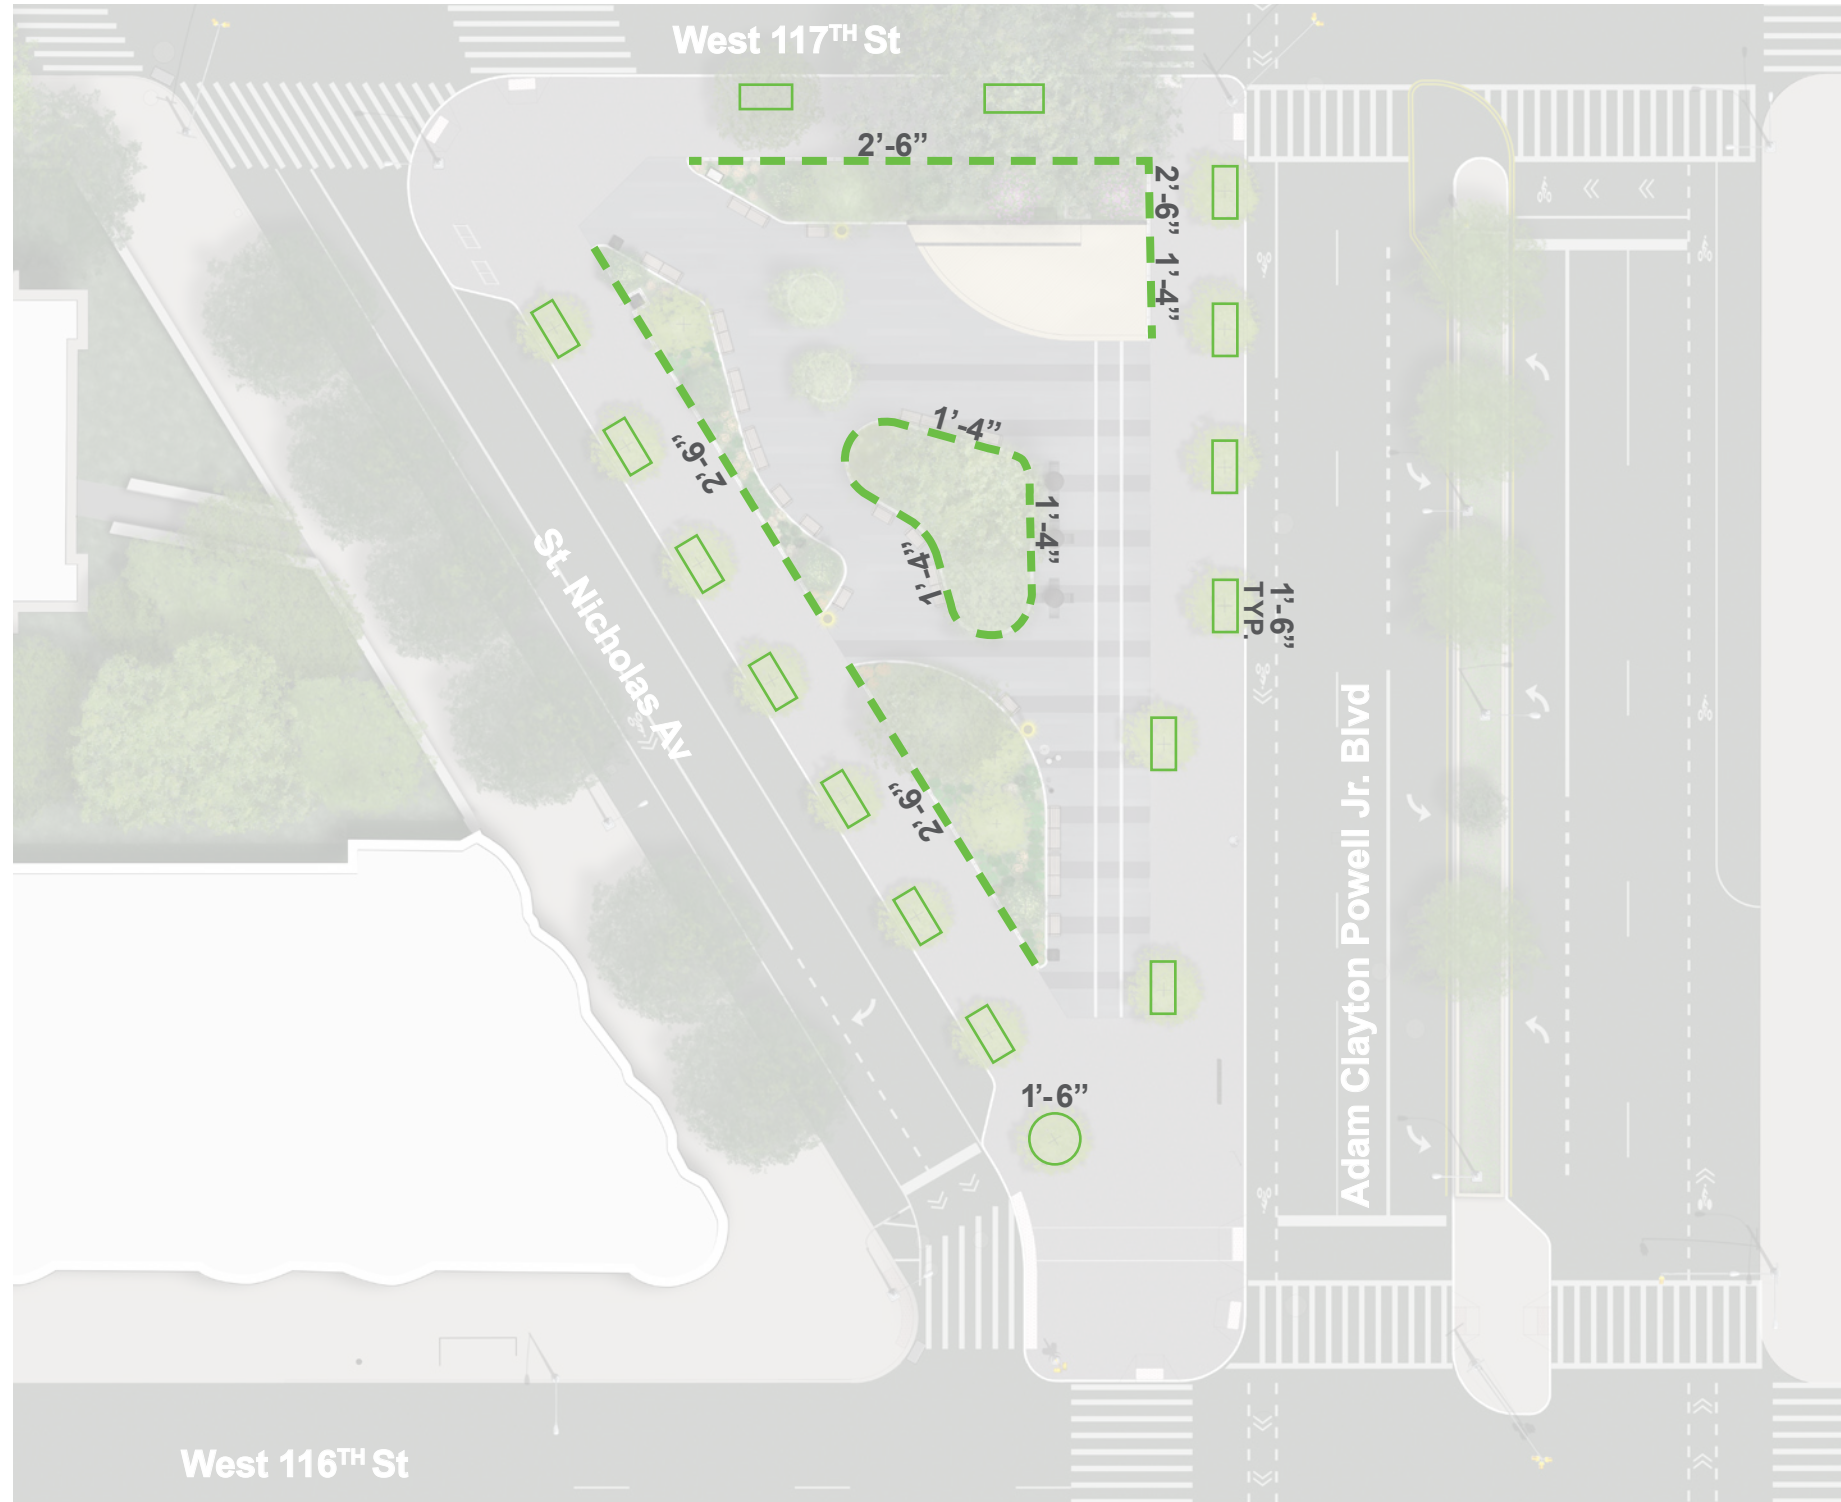 West 117TH St
2’-6”
2’-6”
1’-4”
1’-4”
2’-6”
1’-4”
1’-4”
St. Nicholas Av
1’-6”
TYP.
2’-6”
Adam Clayton Powell Jr. Blvd
1’-6”
West 116TH St